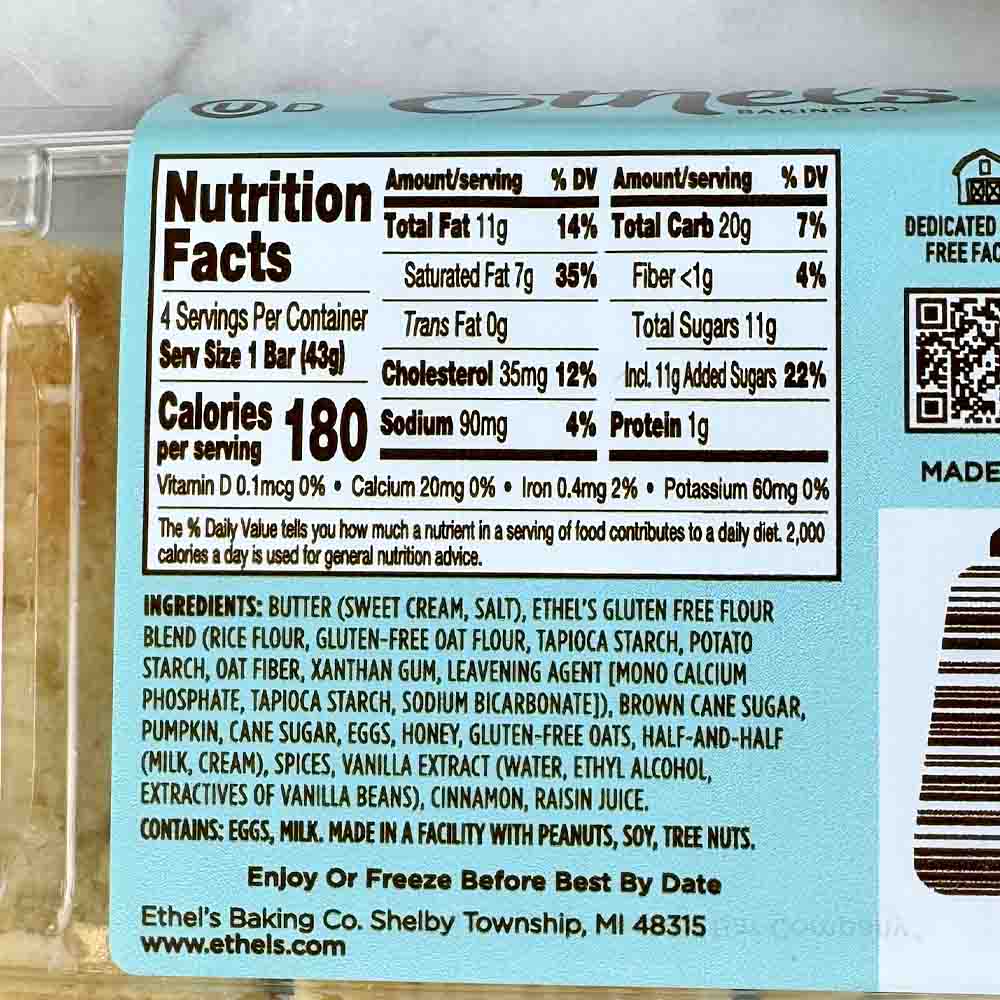 U D
Ethel's
BAKING CO.
Nutrition
Facts
4 Servings Per Container
Serv Size 1 Bar (43g)
Calories 180
per serving
Amount/serving % DV
Total Fat 11g 14%
Saturated Fat 7g 35%
Trans Fat 0g
Cholesterol 35mg 12%
Sodium 90mg 4%
Amount/serving % DV
Total Carb 20g 7%
Fiber <1g 4%
Total Sugars 11g
Incl. 11g Added Sugars 22%
Protein 1g
Vitamin D 0.1mcg 0% • Calcium 20mg 0% • Iron 0.4mg 2% • Potassium 60mg 0%
The % Daily Value tells you how much a nutrient in a serving of food contributes to a daily diet. 2,000
calories a day is used for general nutrition advice.
INGREDIENTS: BUTTER (SWEET CREAM, SALT), ETHEL'S GLUTEN FREE FLOUR
BLEND (RICE FLOUR, GLUTEN-FREE OAT FLOUR, TAPIOCA STARCH, POTATO
STARCH, OAT FIBER, XANTHAN GUM, LEAVENING AGENT [MONO CALCIUM
PHOSPHATE, TAPIOCA STARCH, SODIUM BICARBONATE]), BROWN CANE SUGAR,
PUMPKIN, CANE SUGAR, EGGS, HONEY, GLUTEN-FREE OATS, HALF-AND-HALF
(MILK, CREAM), SPICES, VANILLA EXTRACT (WATER, ETHYL ALCOHOL,
EXTRACTIVES OF VANILLA BEANS), CINNAMON, RAISIN JUICE.
CONTAINS: EGGS, MILK. MADE IN A FACILITY WITH PEANUTS, SOY, TREE NUTS.
Enjoy Or Freeze Before Best By Date
Ethel's Baking Co. Shelby Township, MI 48315
www.ethels.com
DEDICATED
FREE FAC
MADE